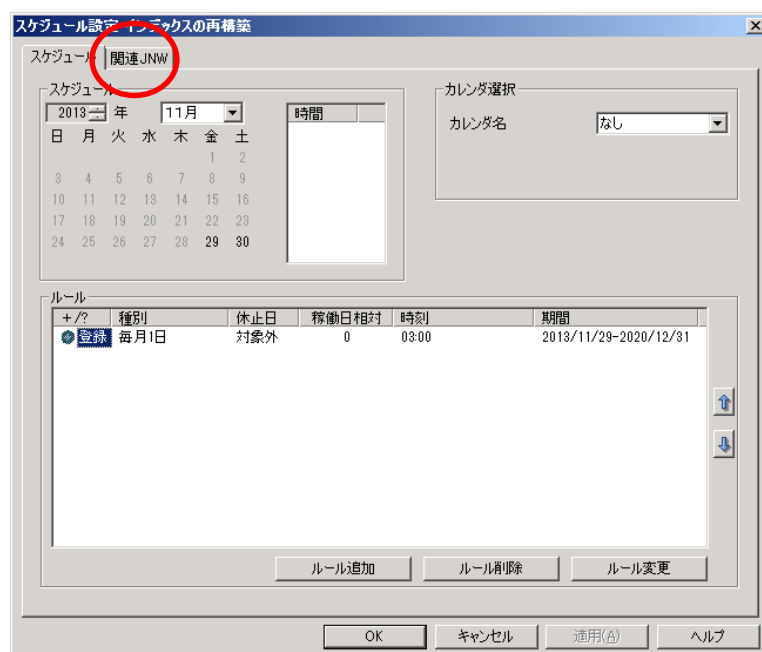 スケジュール設定-インデックスの再構築
スケジュール 関連JNW
スケジュール
2013 年 11月
日 月 火 水 木 金 土
1 2
3 4 5 6 7 8 9
10 11 12 13 14 15 16
17 18 19 20 21 22 23
24 25 26 27 28 29 30
時間
カレンダ選択
カレンダ名 なし
ルール
+/? 種別 休止日 稼働日相対 時刻 期間
登録 毎月1日 対象外 0 03:00 2013/11/29-2020/12/31
ルール追加 ルール削除 ルール変更
OK キャンセル 適用(A) ヘルプ